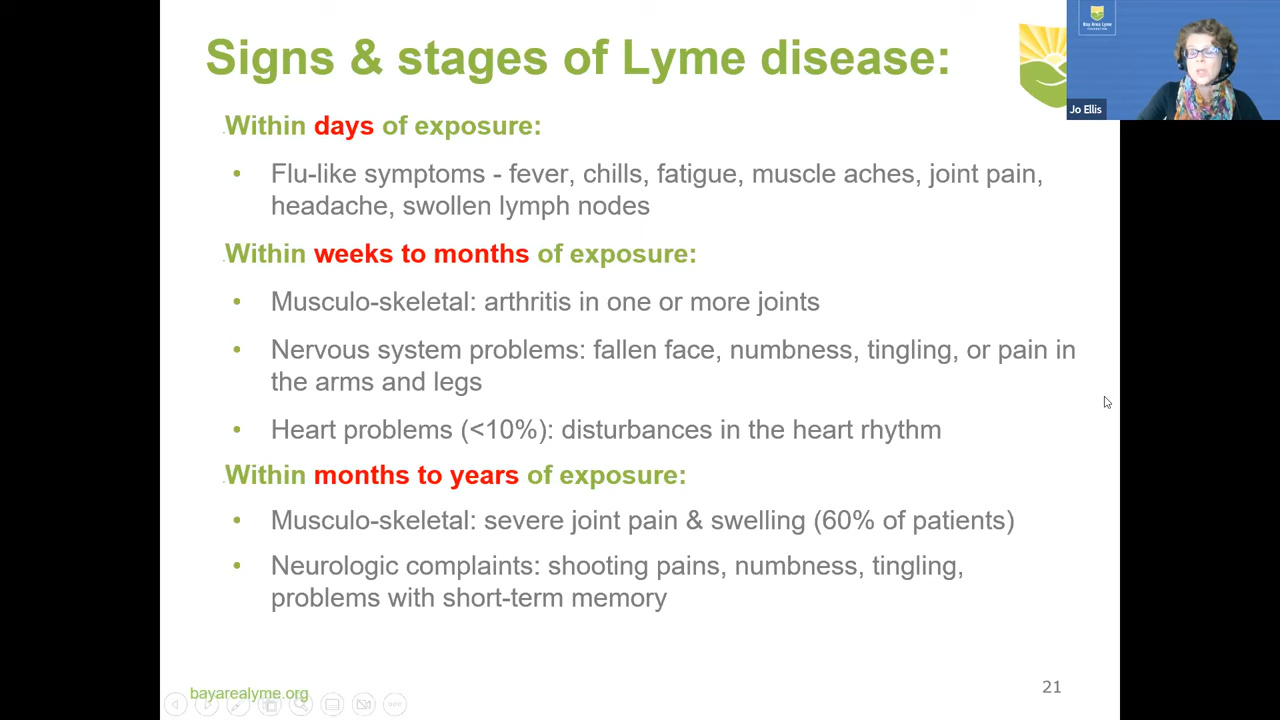 Signs & stages of Lyme disease:
Bay Area Lyme
FOUNDATION
Jo Ellis
Within days of exposure:
• Flu-like symptoms - fever, chills, fatigue, muscle aches, joint pain,
headache, swollen lymph nodes
Within weeks to months of exposure:
• Musculo-skeletal: arthritis in one or more joints
• Nervous system problems: fallen face, numbness, tingling, or pain in
the arms and legs
• Heart problems (<10%): disturbances in the heart rhythm
Within months to years of exposure:
• Musculo-skeletal: severe joint pain & swelling (60% of patients)
• Neurologic complaints: shooting pains, numbness, tingling,
problems with short-term memory
bayarealyme.org
21